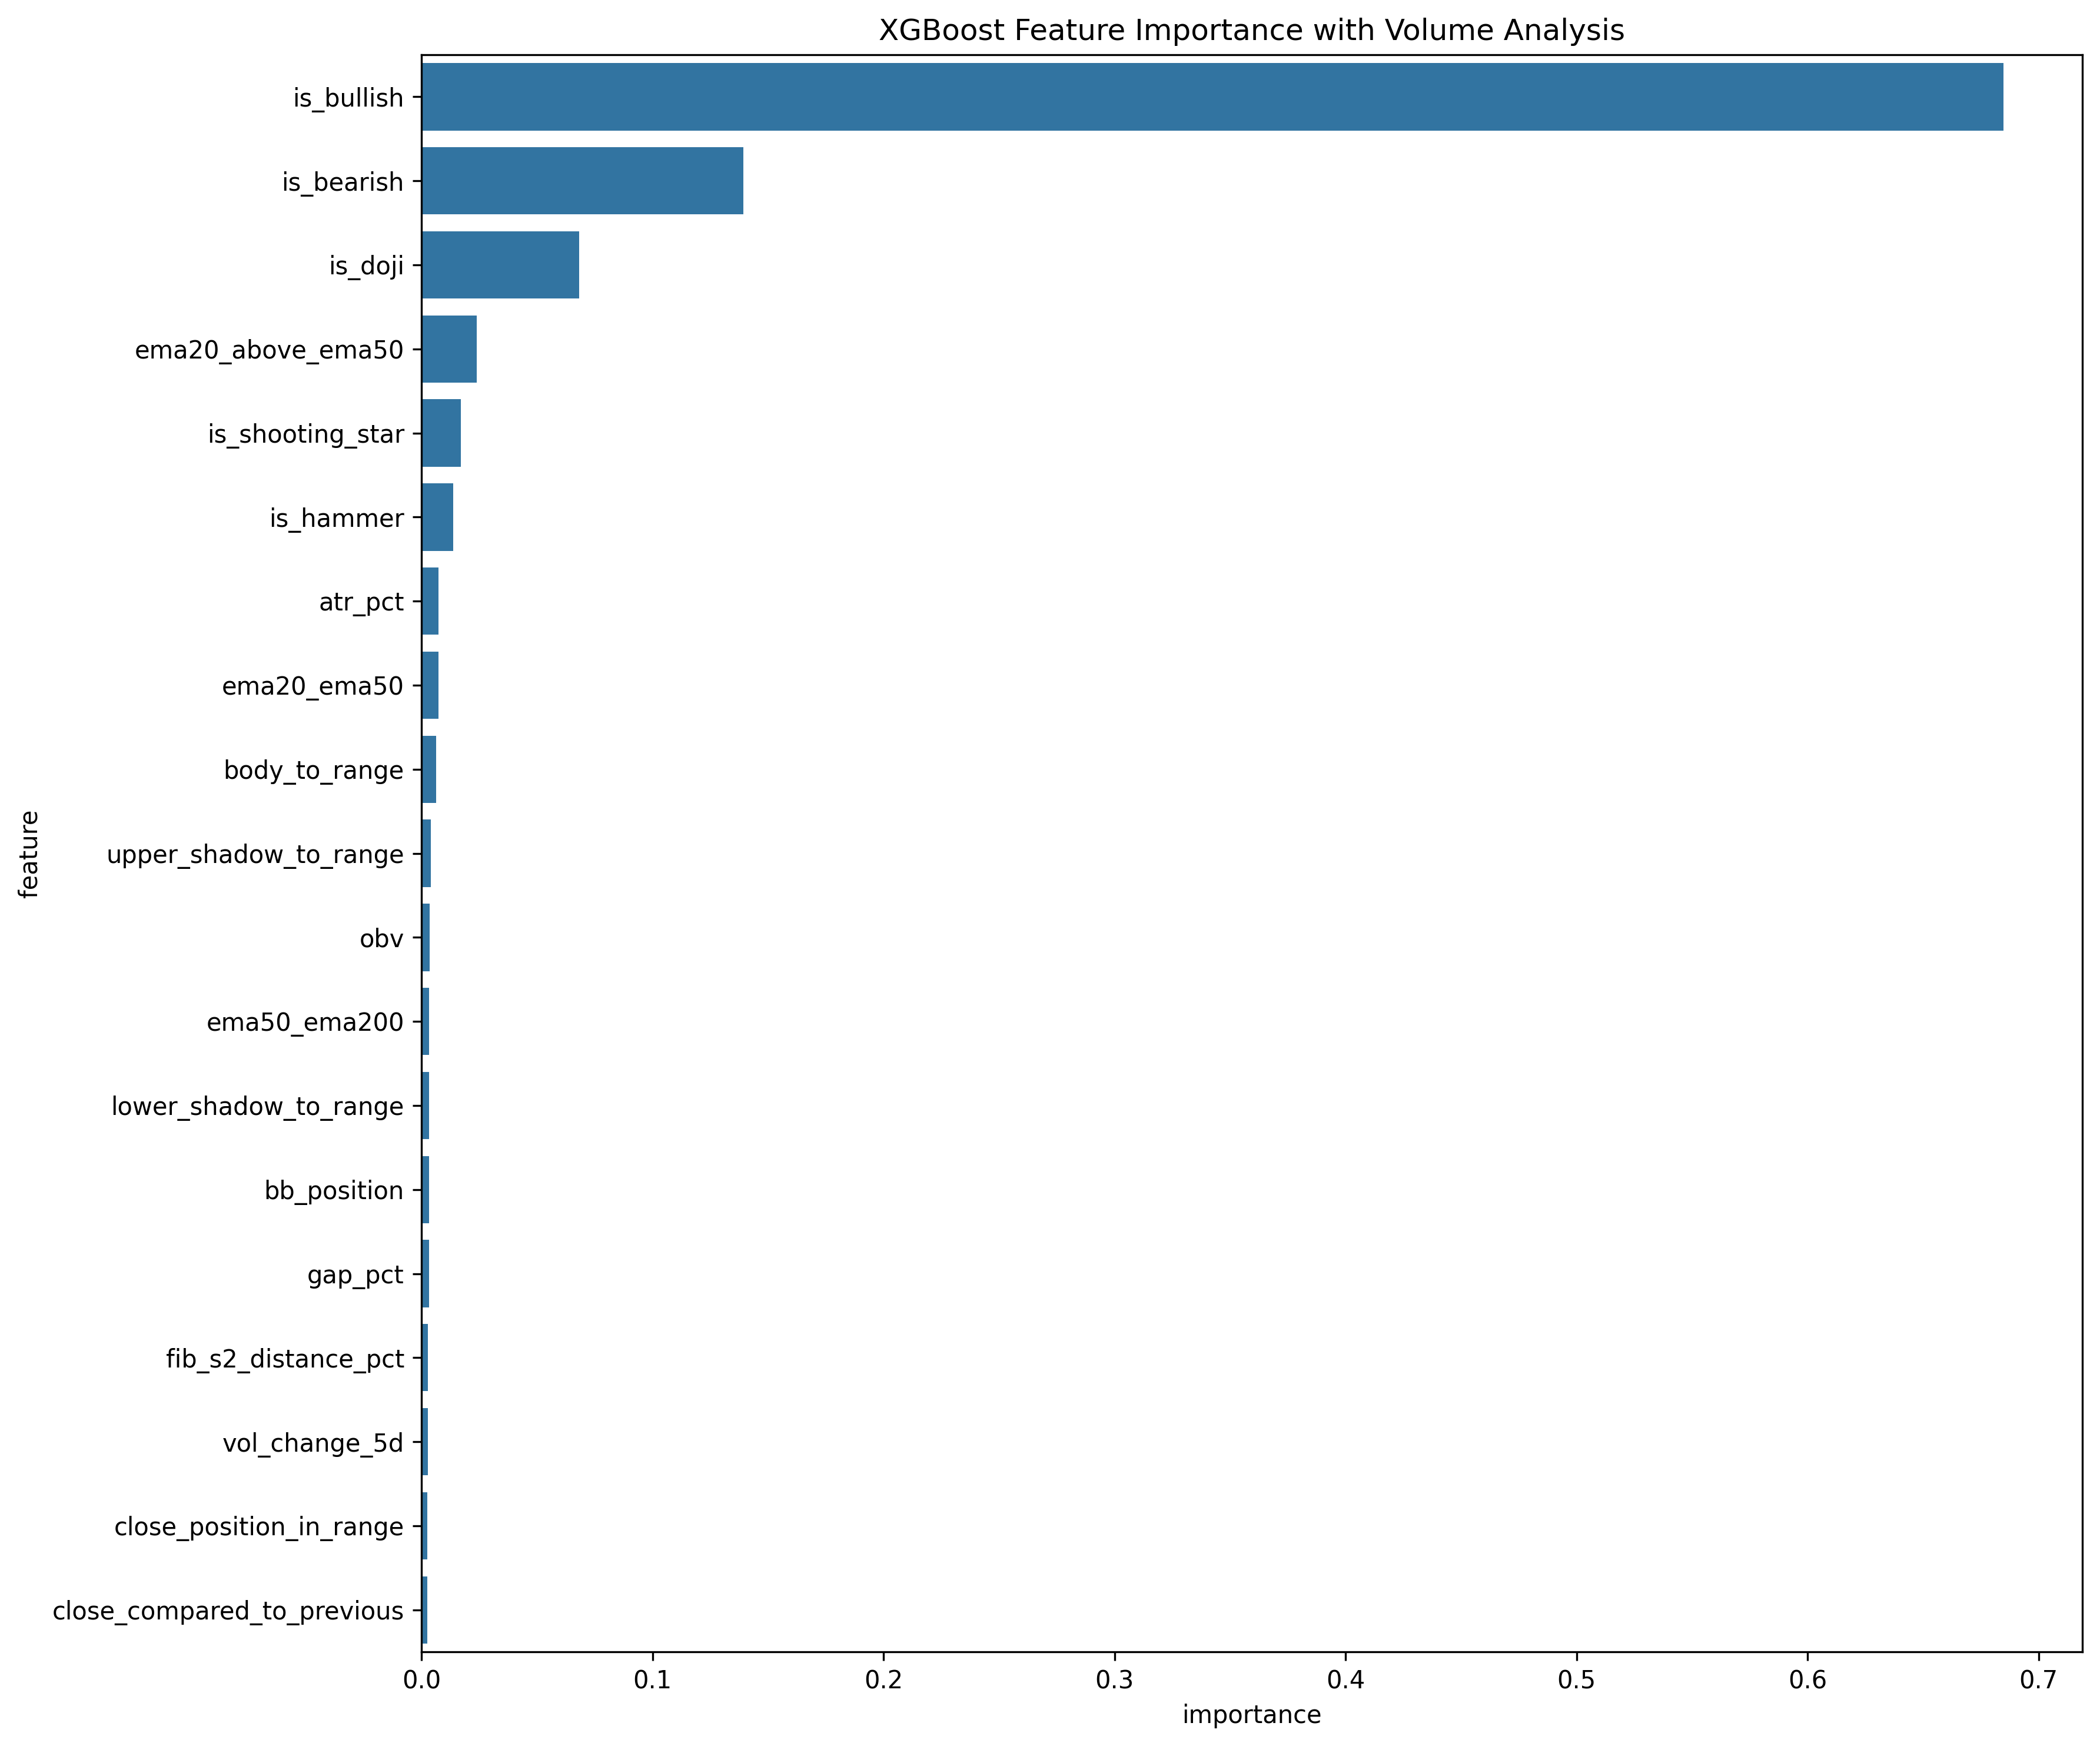 XGBoost Feature Importance with Volume Analysis
is_bullish
is_bearish
is_doji
ema20_above_ema50
is_shooting_star
is_hammer
atr_pct
ema20_ema50
body_to_range
upper_shadow_to_range
obv
ema50_ema200
lower_shadow_to_range
bb_position
gap_pct
fib_s2_distance_pct
vol_change_5d
close_position_in_range
close_compared_to_previous
feature
0.0 0.1 0.2 0.3 0.4 0.5 0.6 0.7
importance